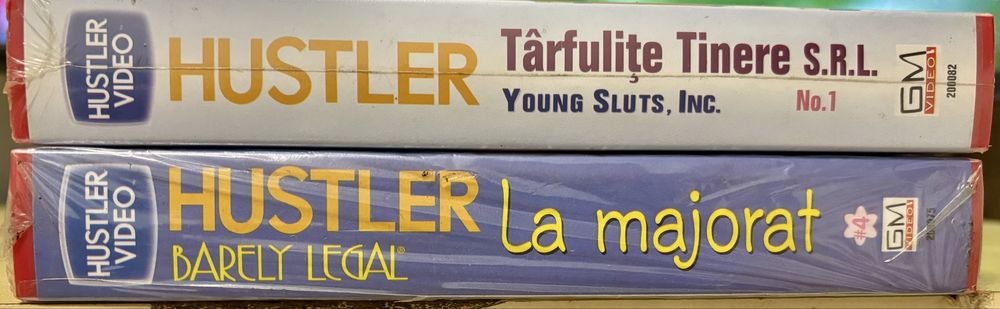 HUSTLER VIDEO
HUSTLER
Târfulițe Tinere S.R.L.
YOUNG SLUTS, INC.
No.1
GM
VIDEO!
200082
HUSTLER VIDEO
HUSTLER
BARELY LEGAL®
La majorat
#4
GM
VIDEO!